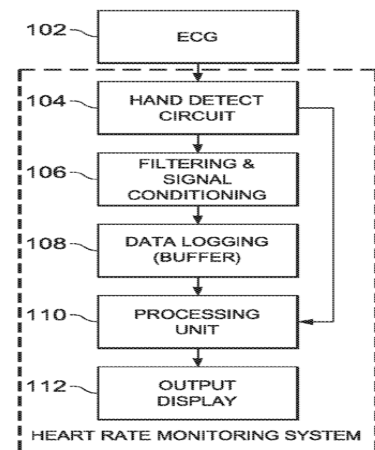 102
ECG
104
HAND DETECT
CIRCUIT
106
FILTERING &
SIGNAL
CONDITIONING
108
DATA LOGGING
(BUFFER)
110
PROCESSING
UNIT
112
OUTPUT
DISPLAY
HEART RATE MONITORING SYSTEM